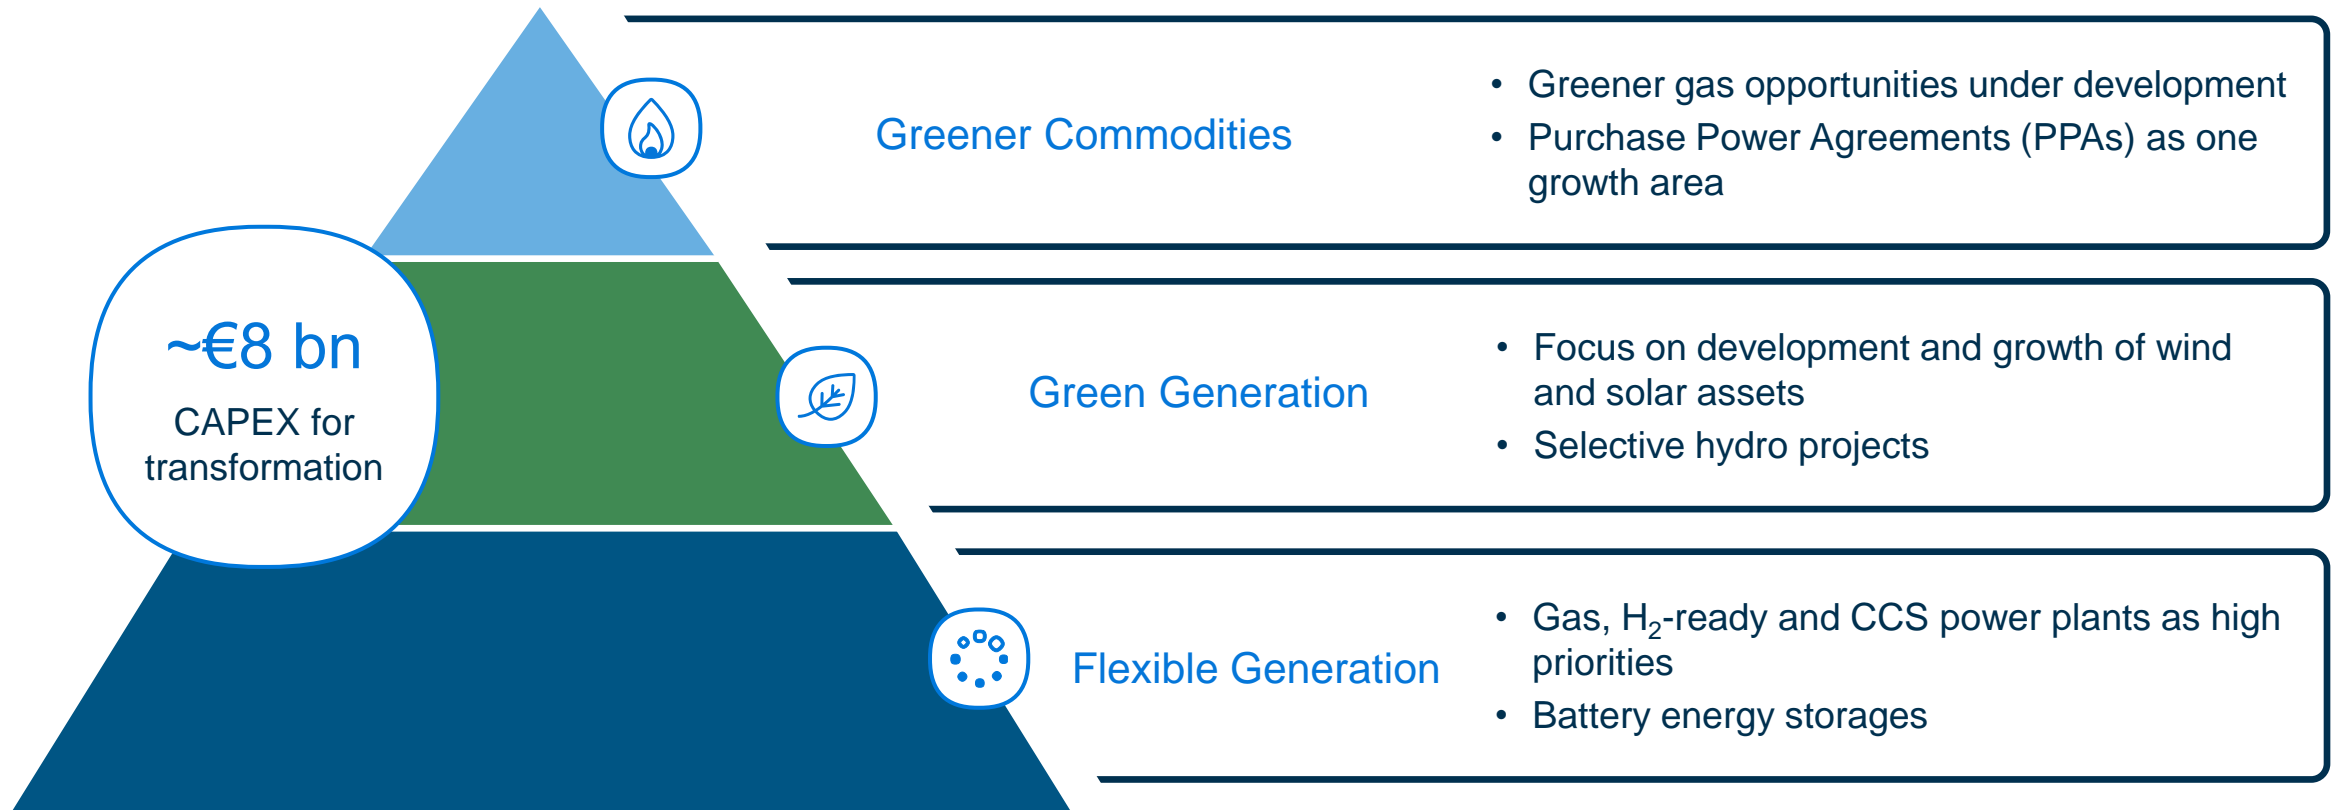 ~€8 bn
CAPEX for
transformation
Greener Commodities
• Greener gas opportunities under development
• Purchase Power Agreements (PPAs) as one
growth area
Green Generation
• Focus on development and growth of wind
and solar assets
• Selective hydro projects
Flexible Generation
• Gas, H₂-ready and CCS power plants as high
priorities
• Battery energy storages